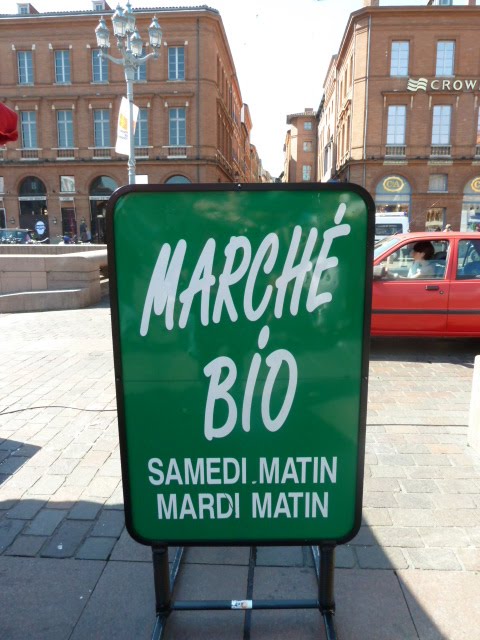 CROW
MARCHÉ
BIO
SAMEDI MATIN
MARDI MATIN